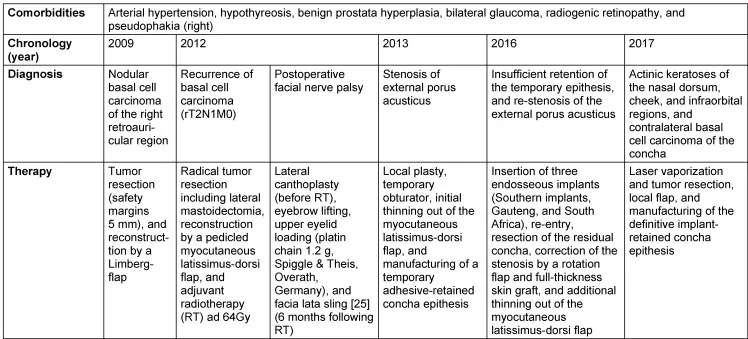 Comorbidities
Arterial hypertension, hypothyreosis, benign prostata hyperplasia, bilateral glaucoma, radiogenic retinopathy, and
pseudophakia (right)
Chronology
(year)
2009
2012
2013
2016
2017
Diagnosis
Nodular
basal cell
carcinoma
of the right
retroauri-
cular region
Recurrence of
basal cell
carcinoma
(rT2N1M0)
Postoperative
facial nerve palsy
Stenosis of
external porus
acusticus
Insufficient retention of
the temporary epithesis,
and re-stenosis of the
external porus acusticus
Actinic keratoses of
the nasal dorsum,
cheek, and infraorbital
regions, and
contralateral basal
cell carcinoma of the
concha
Therapy
Tumor
resection
(safety
margins
5 mm), and
reconstruct-
tion by a
Limberg-
flap
Radical tumor
resection
including lateral
mastoidectomia,
reconstruction
by a pedicled
myocutaneous
latissimus-dorsi
flap, and
adjuvant
radiotherapy
(RT) ad 64Gy
Lateral
canthoplasty
(before RT),
eyebrow lifting,
upper eyelid
loading (platin
chain 1.2 g,
Spiggle & Theis,
Overath,
Germany), and
facia lata sling [25]
(6 months following
RT)
Local plasty,
temporary
obturator, initial
thinning out of the
myocutaneous
latissimus-dorsi
flap, and
manufacturing of a
temporary
adhesive-retained
concha epithesis
Insertion of three
endosseous implants
(Southern implants,
Gauteng, and South
Africa), re-entry,
resection of the residual
concha, correction of the
stenosis by a rotation
flap and full-thickness
skin graft, and additional
thinning out of the
myocutaneous
latissimus-dorsi flap
Laser vaporization
and tumor resection,
local flap, and
manufacturing of the
definitive implant-
retained concha
epithesis